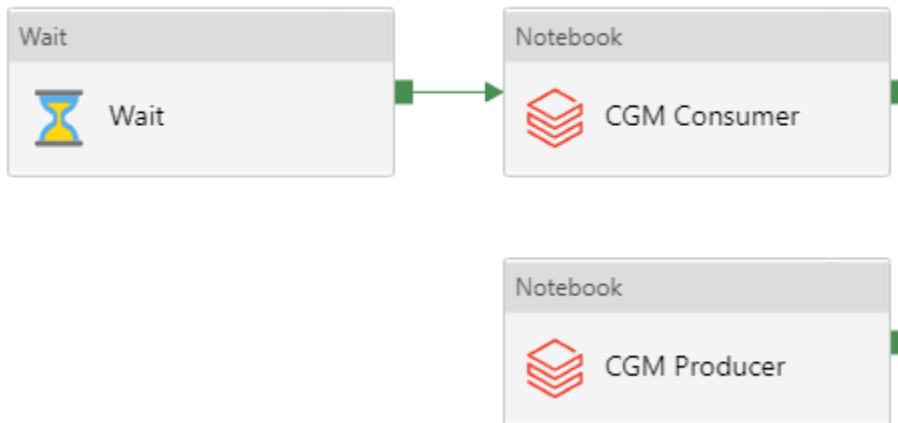 Wait
Wait
Notebook
CGM Consumer
Notebook
CGM Producer